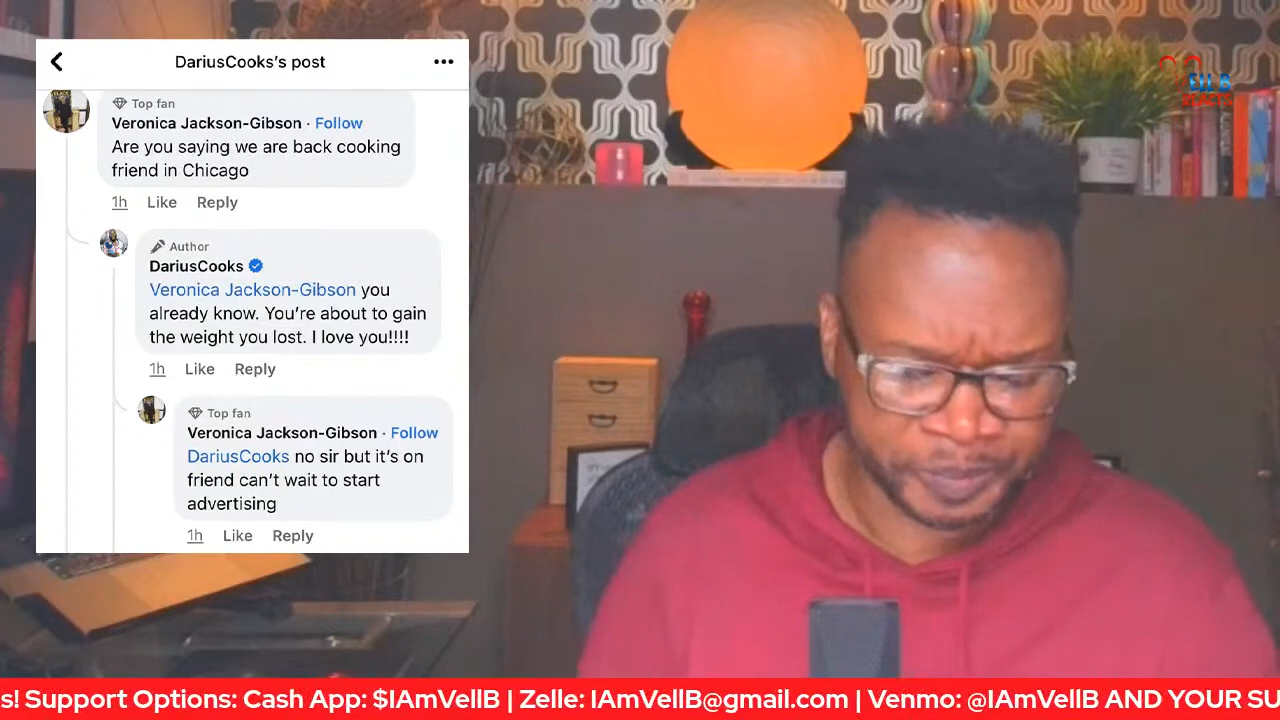 DariusCooks's post
Top fan
Veronica Jackson-Gibson · Follow
Are you saying we are back cooking
friend in Chicago
1h Like Reply
Author
DariusCooks
Veronica Jackson-Gibson you
already know. You're about to gain
the weight you lost. I love you!!!!
1h Like Reply
Top fan
Veronica Jackson-Gibson · Follow
DariusCooks no sir but it's on
friend can't wait to start
advertising
1h Like Reply
REACTS
s! Support Options: Cash App: $IAmVellB | Zelle: IAmVellB@gmail.com | Venmo: @IAmVellB AND YOUR SU